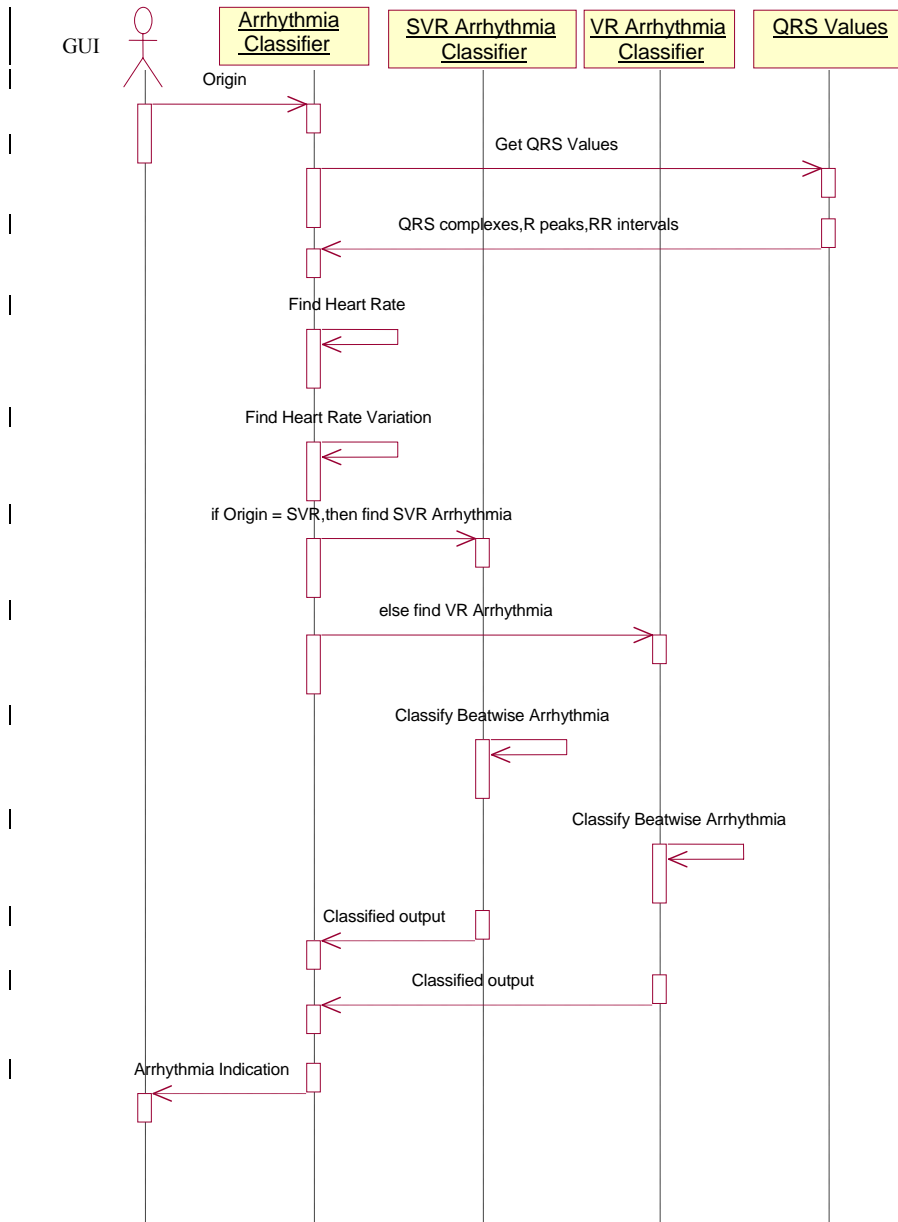 GUI
Arrhythmia
Classifier
SVR Arrhythmia
Classifier
VR Arrhythmia
Classifier
QRS Values
Origin
Get QRS Values
QRS complexes,R peaks,RR intervals
Find Heart Rate
Find Heart Rate Variation
if Origin = SVR,then find SVR Arrhythmia
else find VR Arrhythmia
Classify Beatwise Arrhythmia
Classify Beatwise Arrhythmia
Classified output
Classified output
Arrhythmia Indication